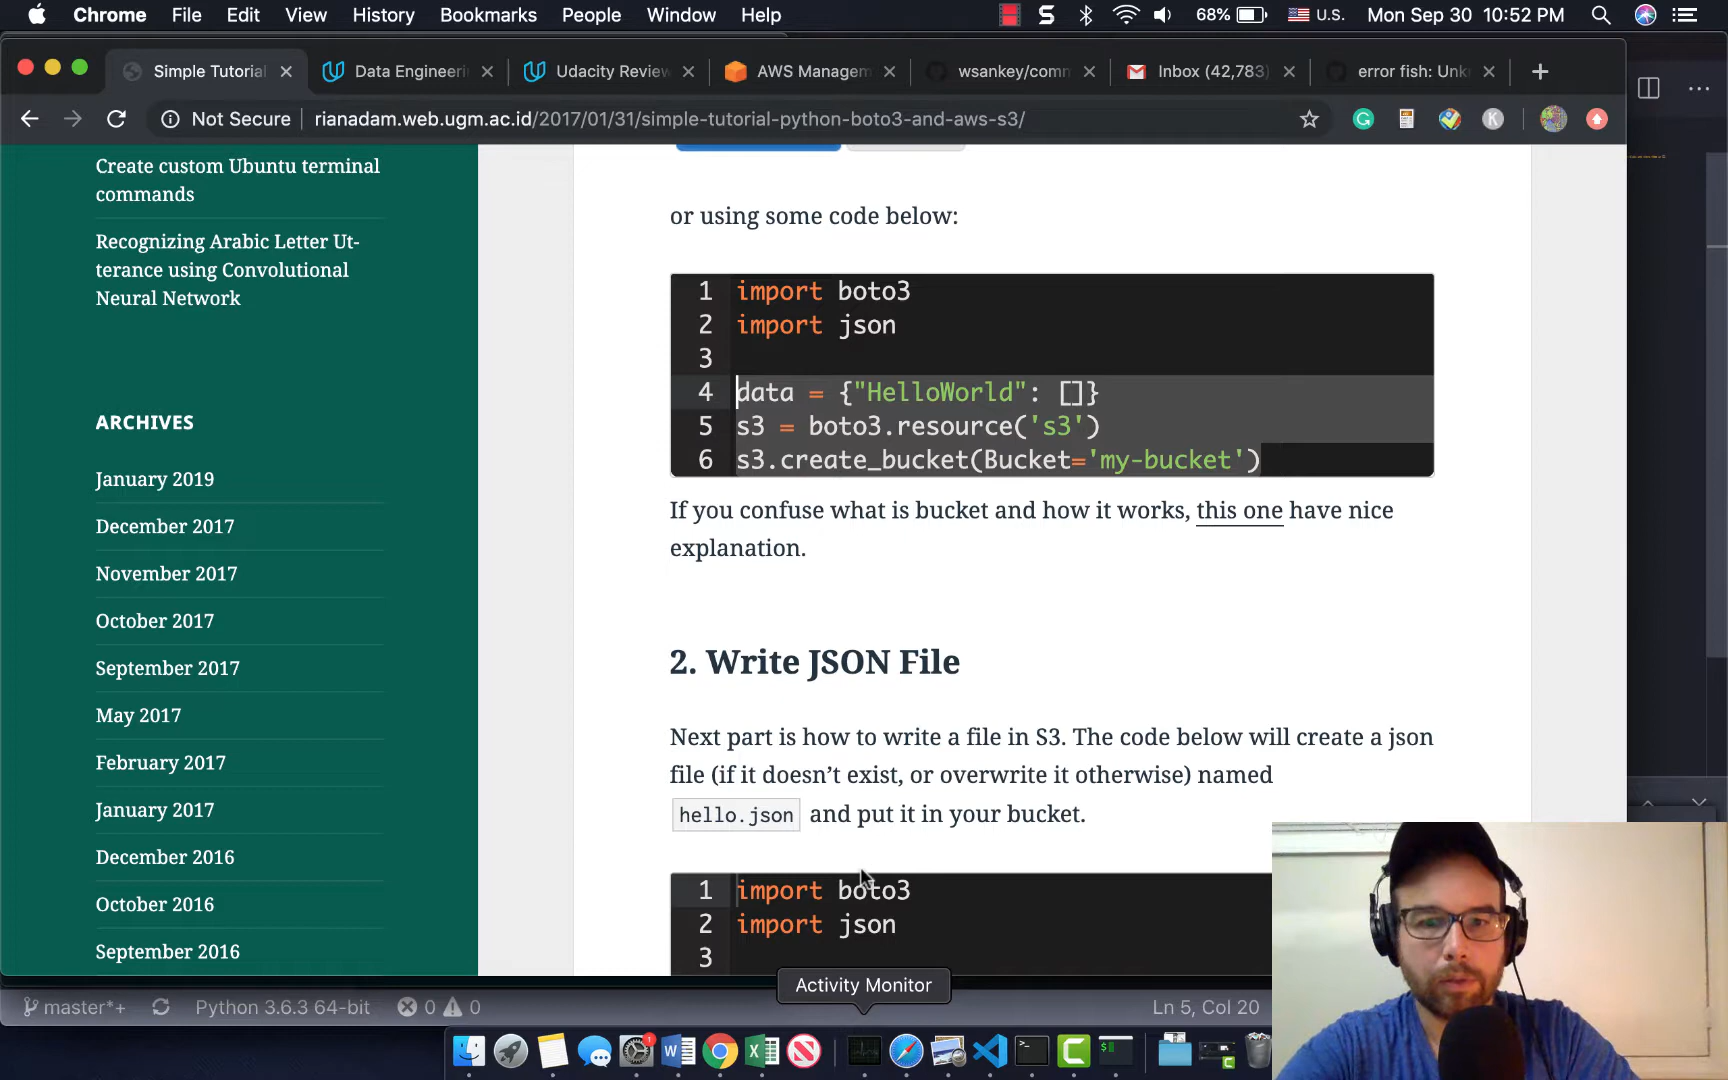 Chrome File Edit View History Bookmarks People Window Help 68% U.S. Mon Sep 30 10:52 PM
Simple Tutorial Data Engineeri Udacity Review AWS Managem wsankey/comm Inbox (42,783) error fish: Unk
Not Secure rianadam.web.ugm.ac.id/2017/01/31/simple-tutorial-python-boto3-and-aws-s3/
Create custom Ubuntu terminal
commands
Recognizing Arabic Letter Ut-
terance using Convolutional
Neural Network
ARCHIVES
January 2019
December 2017
November 2017
October 2017
September 2017
May 2017
February 2017
January 2017
December 2016
October 2016
September 2016
or using some code below:
1 import boto3
2 import json
3
4 data = {"HelloWorld": []}
5 s3 = boto3.resource('s3')
6 s3.create_bucket(Bucket='my-bucket')
If you confuse what is bucket and how it works, this one have nice
explanation.
2. Write JSON File
Next part is how to write a file in S3. The code below will create a json
file (if it doesn't exist, or overwrite it otherwise) named
hello.json and put it in your bucket.
1 import boto3
2 import json
3
Activity Monitor
master*+ Python 3.6.3 64-bit 0 0 Ln 5, Col 20